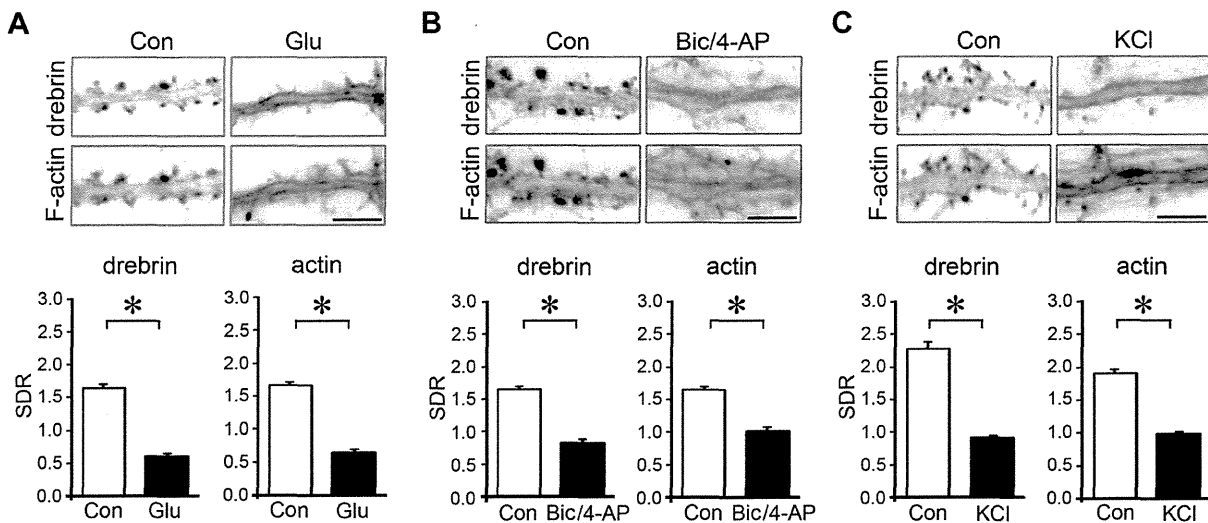 A
Con Glu
drebrin
F-actin
drebrin actin
SDR
3.0 3.0
2.5 2.5
2.0 2.0
1.5 1.5
1.0 1.0
0.5 0.5
0.0 0.0
* *
Con Glu Con Glu
B
Con Bic/4-AP
drebrin
F-actin
drebrin actin
SDR
3.0 3.0
2.5 2.5
2.0 2.0
1.5 1.5
1.0 1.0
0.5 0.5
0.0 0.0
* *
Con Bic/4-AP Con Bic/4-AP
C
Con KCl
drebrin
F-actin
drebrin actin
SDR
3.0 3.0
2.5 2.5
2.0 2.0
1.5 1.5
1.0 1.0
0.5 0.5
0.0 0.0
* *
Con KCl Con KCl